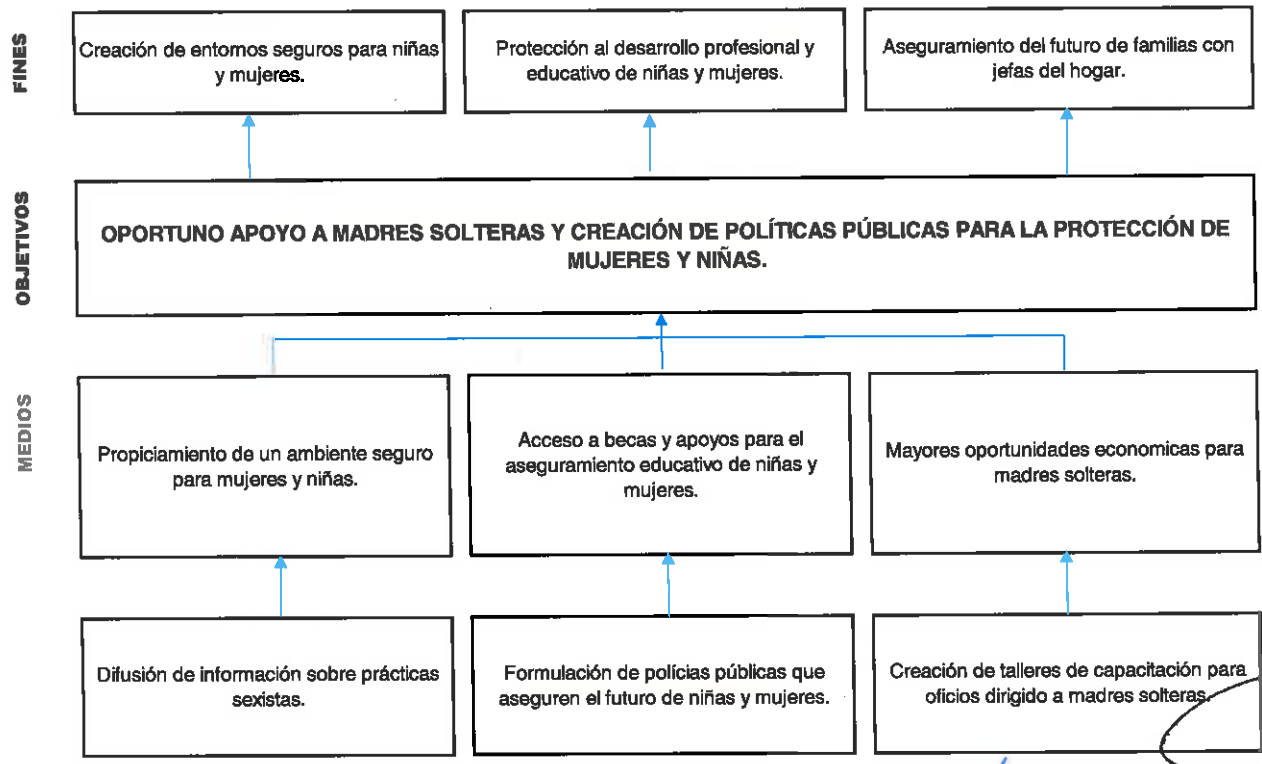 FINES
Creación de entornos seguros para niñas
y mujeres.
Protección al desarrollo profesional y
educativo de niñas y mujeres.
Aseguramiento del futuro de familias con
jefas del hogar.
OBJETIVOS
OPORTUNO APOYO A MADRES SOLTERAS Y CREACIÓN DE POLÍTICAS PÚBLICAS PARA LA PROTECCIÓN DE
MUJERES Y NIÑAS.
MEDIOS
Propiciamiento de un ambiente seguro
para mujeres y niñas.
Acceso a becas y apoyos para el
aseguramiento educativo de niñas y
mujeres.
Mayores oportunidades economicas para
madres solteras.
Difusión de información sobre prácticas
sexistas.
Formulación de polícias públicas que
aseguren el futuro de niñas y mujeres.
Creación de talleres de capacitación para
oficios dirigido a madres solteras.